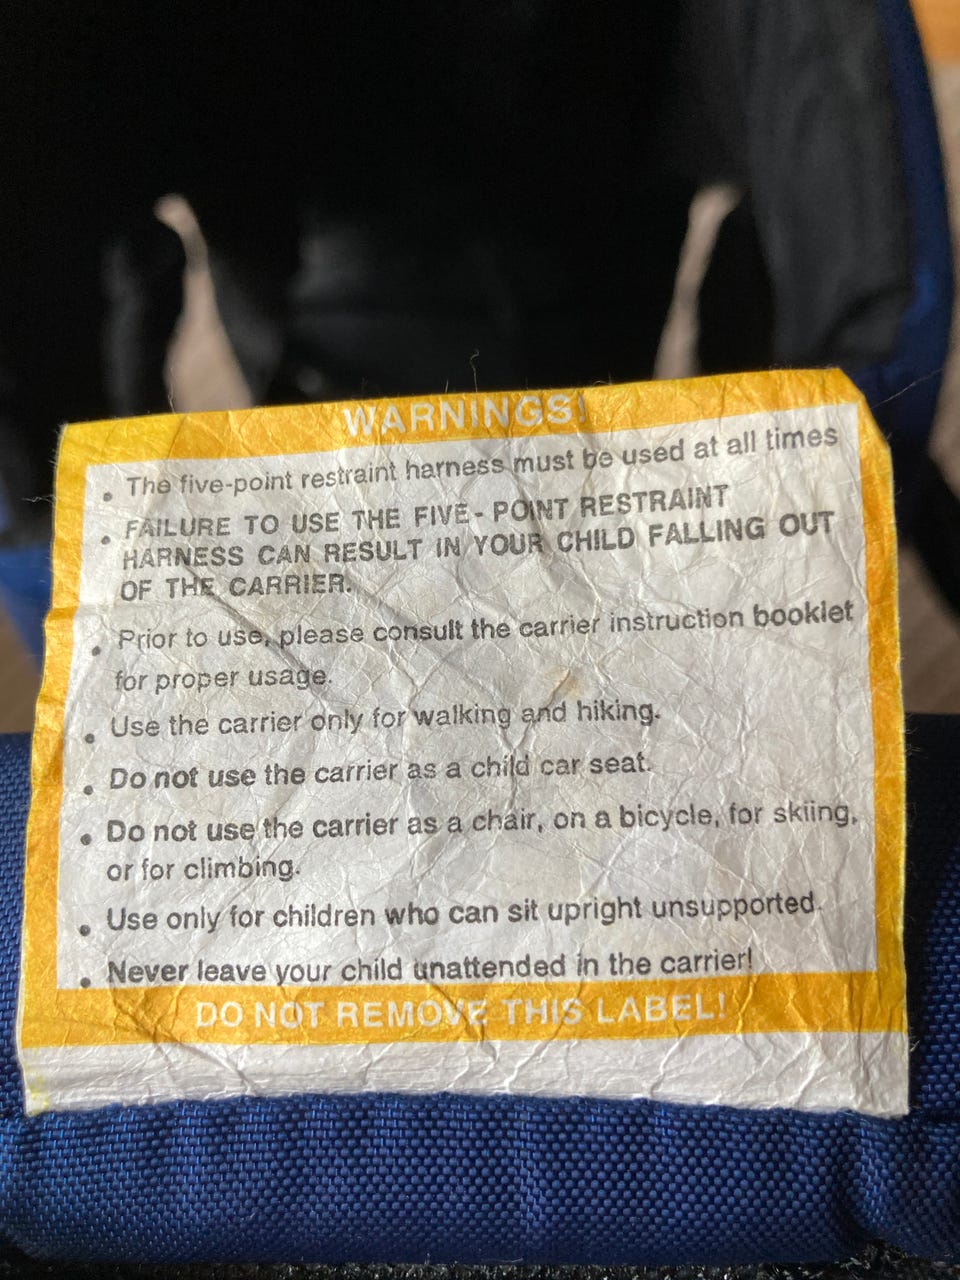 WARNINGS!
• The five-point restraint harness must be used at all times
• FAILURE TO USE THE FIVE - POINT RESTRAINT
HARNESS CAN RESULT IN YOUR CHILD FALLING OUT
OF THE CARRIER.
• Prior to use, please consult the carrier instruction booklet
for proper usage.
• Use the carrier only for walking and hiking.
• Do not use the carrier as a child car seat.
• Do not use the carrier as a chair, on a bicycle, for skiing,
or for climbing.
• Use only for children who can sit upright unsupported.
• Never leave your child unattended in the carrier!
DO NOT REMOVE THIS LABEL!